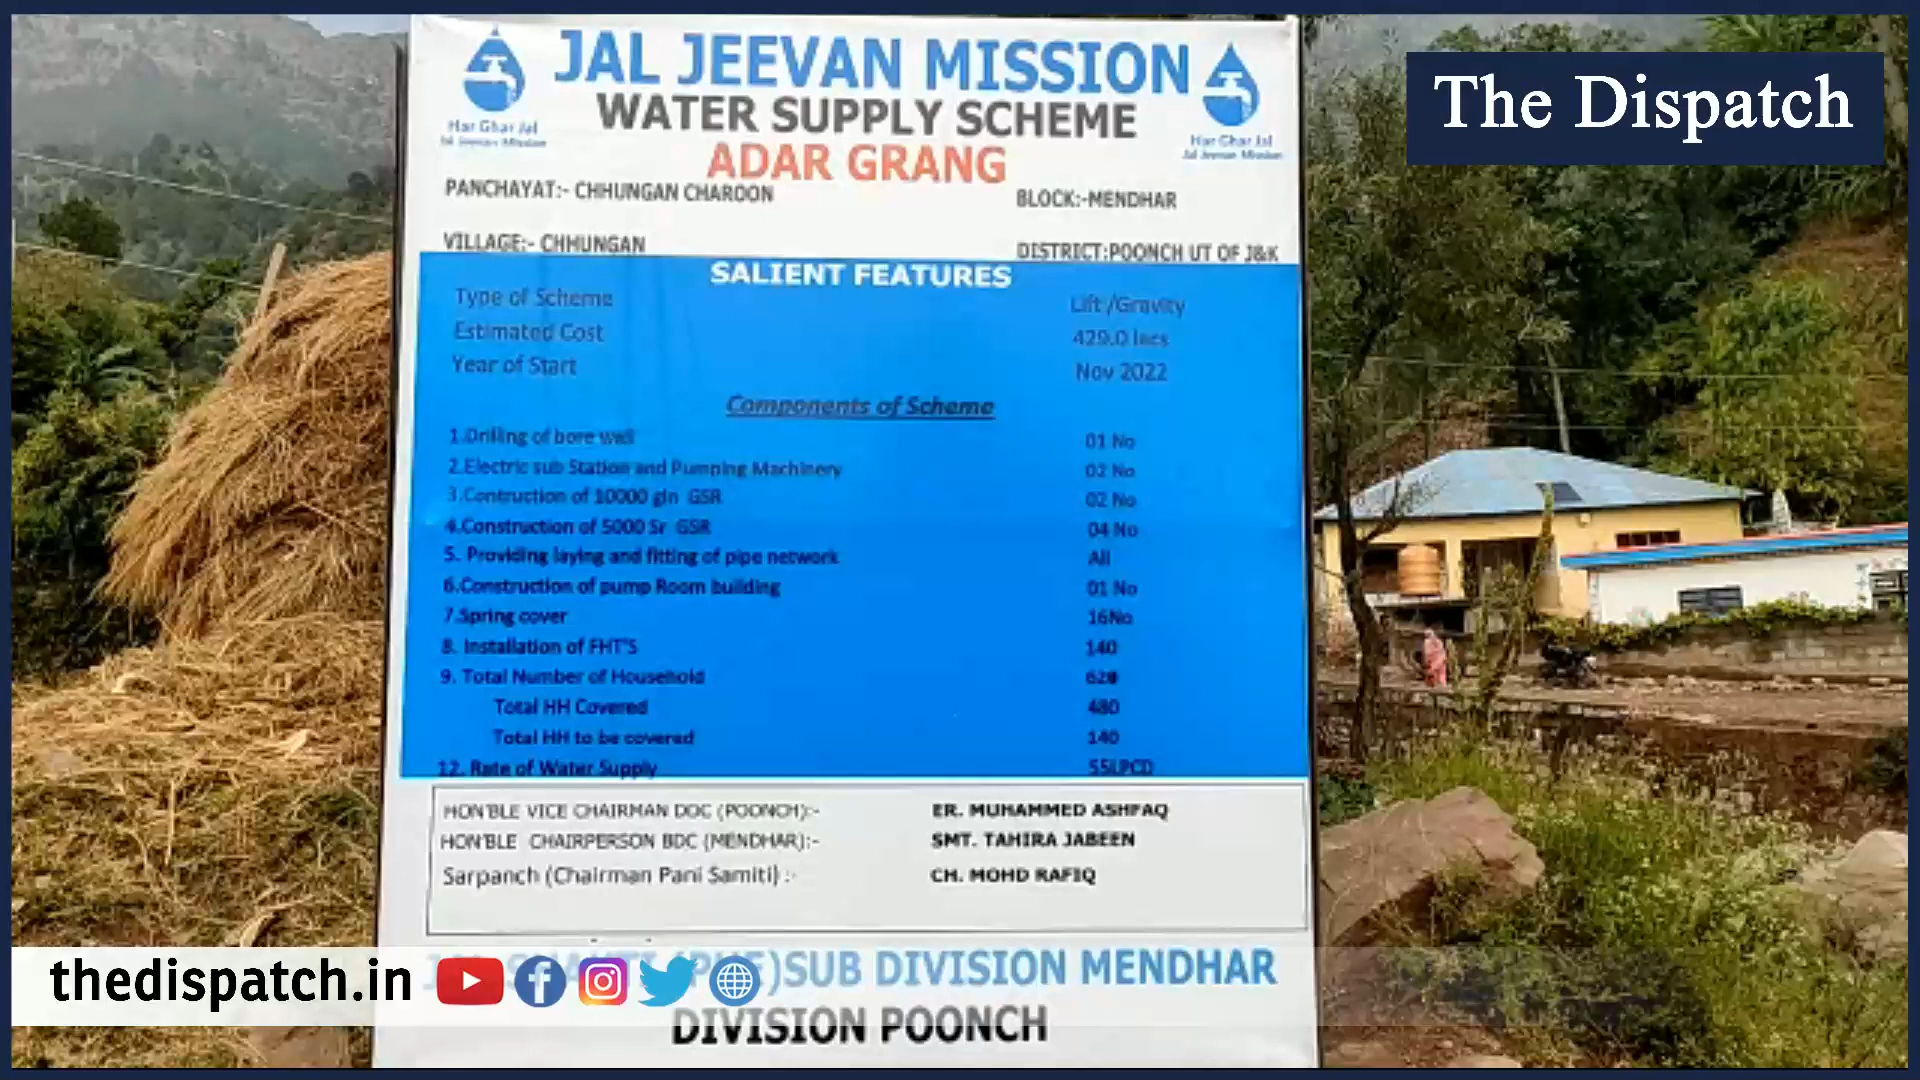 The Dispatch
JAL JEEVAN MISSION
WATER SUPPLY SCHEME
ADAR GRANG
Har Ghar Jal
Jal Jeevan Mission
Har Ghar Jal
Jal Jeevan Mission
PANCHAYAT:- CHHUNGAN CHAROON
BLOCK:-MENDHAR
VILLAGE:- CHHUNGAN
DISTRICT:POONCH UT OF J&K
SALIENT FEATURES
Type of Scheme Lift /Gravity
Estimated Cost 429.0 lacs
Year of Start Nov 2022
Components of Scheme
1.Drilling of bore well 01 No
2.Electric sub Station and Pumping Machinery 02 No
3.Contruction of 10000 gln GSR 02 No
4.Construction of 5000 Sr GSR 04 No
5. Providing laying and fitting of pipe network All
6.Construction of pump Room building 01 No
7.Spring cover 16No
8. Installation of FHT'S 140
9. Total Number of Household 620
Total HH Covered 480
Total HH to be covered 140
12. Rate of Water Supply 55LPCD
HON'BLE VICE CHAIRMAN DDC (POONCH):- ER. MUHAMMED ASHFAQ
HON'BLE CHAIRPERSON BDC (MENDHAR):- SMT. TAHIRA JABEEN
Sarpanch (Chairman Pani Samiti) :- CH. MOHD RAFIQ
SUB DIVISION MENDHAR
DIVISION POONCH
thedispatch.in